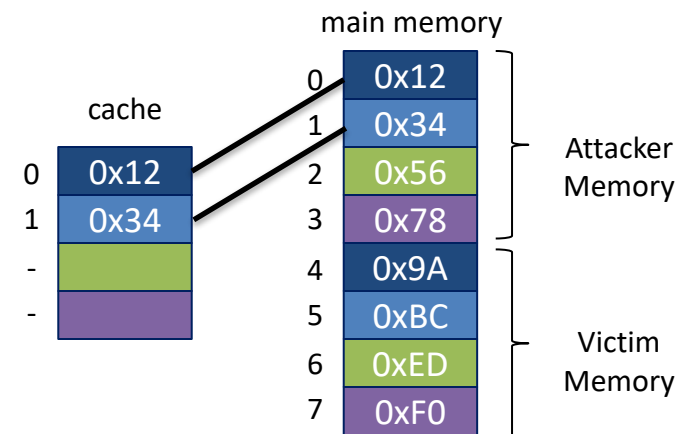 main memory
cache
0 0x12
1 0x34
-
-
0 0x12
1 0x34
2 0x56
3 0x78
4 0x9A
5 0xBC
6 0xED
7 0xF0
Attacker
Memory
Victim
Memory